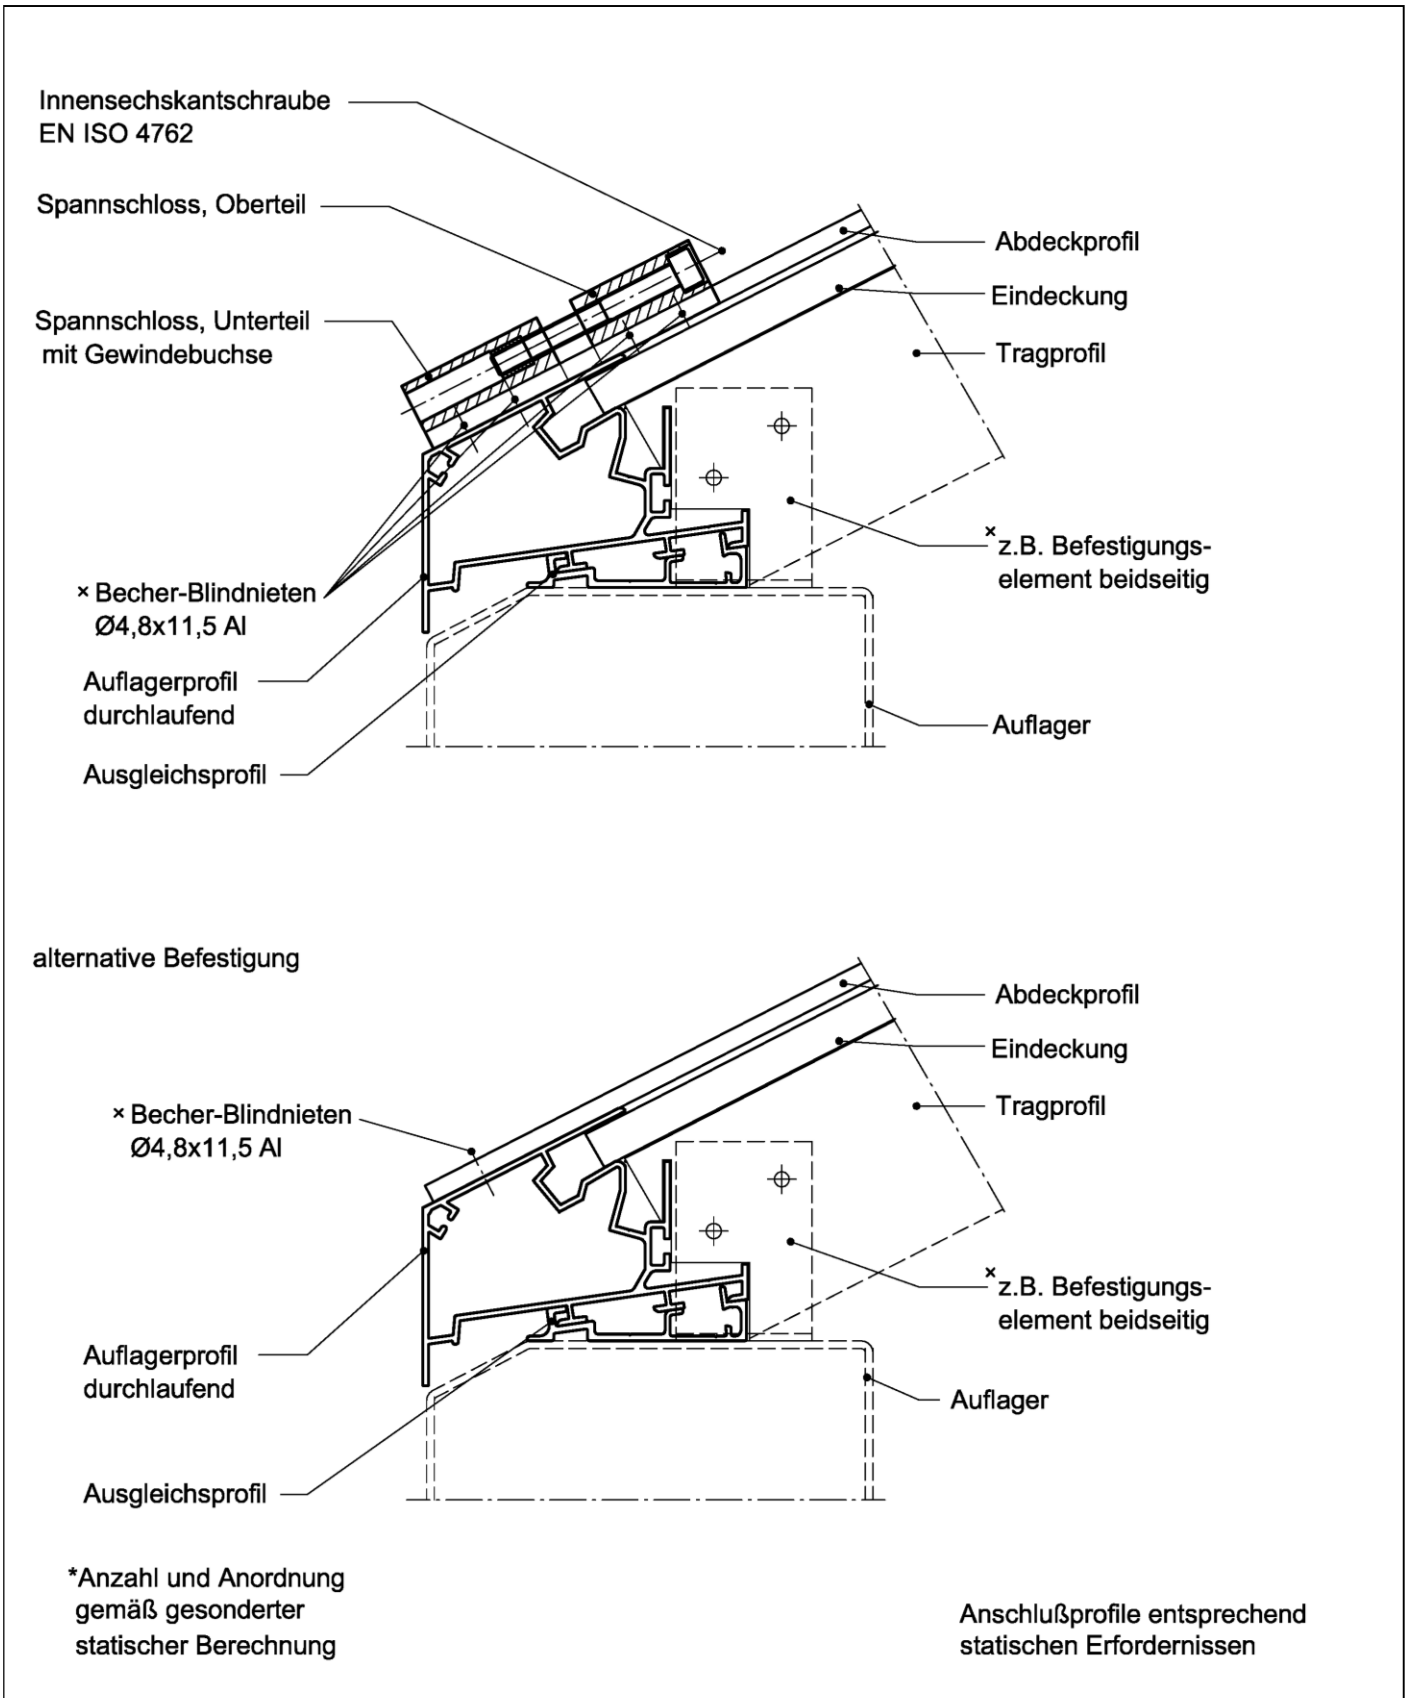 Innensechskantschraube
EN ISO 4762
Spannschloss, Oberteil
Abdeckprofil
Eindeckung
Spannschloss, Unterteil
mit Gewindebuchse
Tragprofil
× z.B. Befestigungs-
element beidseitig
× Becher-Blindnieten
Ø4,8x11,5 Al
Auflagerprofil
durchlaufend
Auflager
Ausgleichsprofil
alternative Befestigung
Abdeckprofil
Eindeckung
Tragprofil
× Becher-Blindnieten
Ø4,8x11,5 Al
× z.B. Befestigungs-
element beidseitig
Auflagerprofil
durchlaufend
Auflager
Ausgleichsprofil
*Anzahl und Anordnung
gemäß gesonderter
statischer Berechnung
Anschlußprofile entsprechend
statischen Erfordernissen